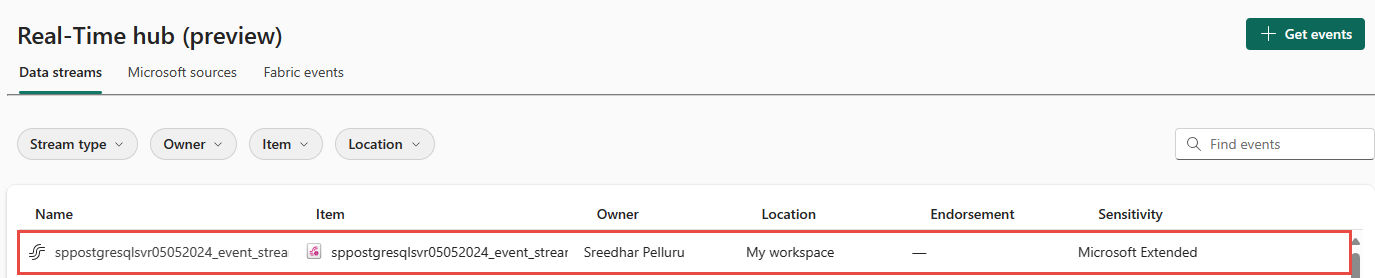 Real-Time hub (preview)
Get events
Data streams Microsoft sources Fabric events
Stream type Owner Item Location Find events
Name Item Owner Location Endorsement Sensitivity
sppostgresqlsvr05052024_event_strea sppostgresqlsvr05052024_event_strear Sreedhar Pelluru My workspace — Microsoft Extended